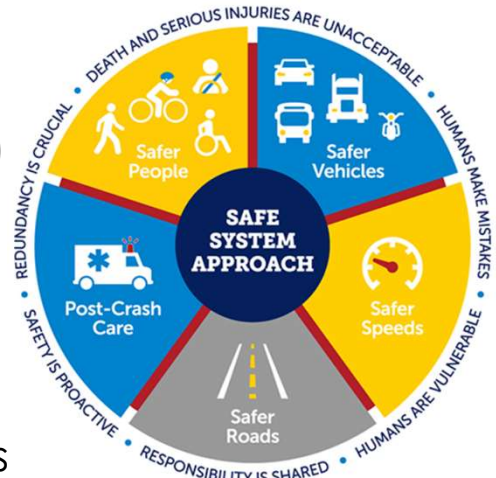 DEATH AND SERIOUS INJURIES ARE UNACCEPTABLE
HUMANS MAKE MISTAKES
HUMANS ARE VULNERABLE
RESPONSIBILITY IS SHARED
SAFETY IS PROACTIVE
REDUNDANCY IS CRUCIAL
Safer
People
Safer
Vehicles
SAFE
SYSTEM
APPROACH
Post-Crash
Care
Safer
Speeds
Safer
Roads